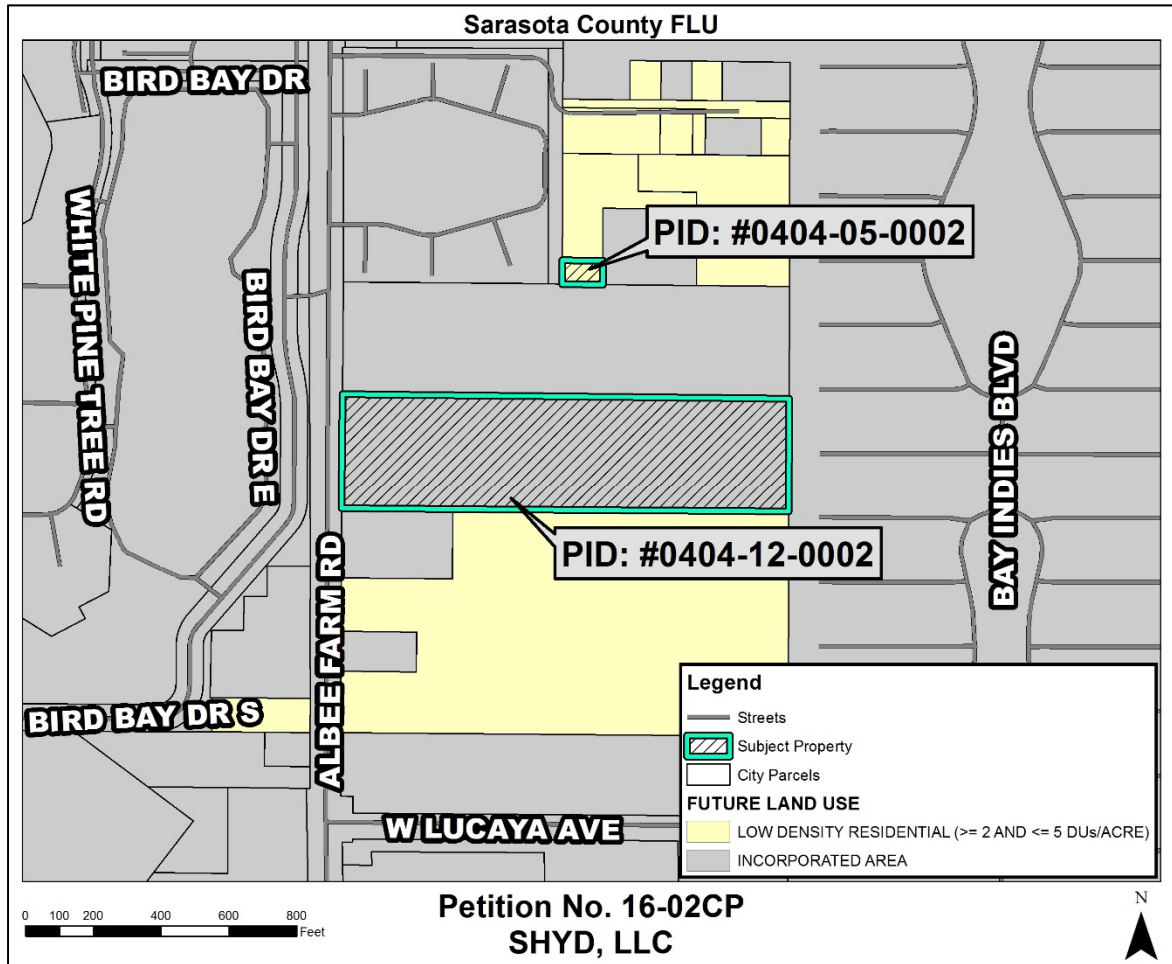 Sarasota County FLU
BIRD BAY DR
WHITE PINE TREE RD
BIRD BAY DR E
PID: #0404-05-0002
BAY INDIES BLVD
PID: #0404-12-0002
ALBEE FARM RD
BIRD BAY DR S
W LUCAYA AVE
Legend
Streets
Subject Property
City Parcels
FUTURE LAND USE
LOW DENSITY RESIDENTIAL (>= 2 AND <= 5 DUs/ACRE)
INCORPORATED AREA
0 100 200 400 600 800
Feet
Petition No. 16-02CP
SHYD, LLC
N